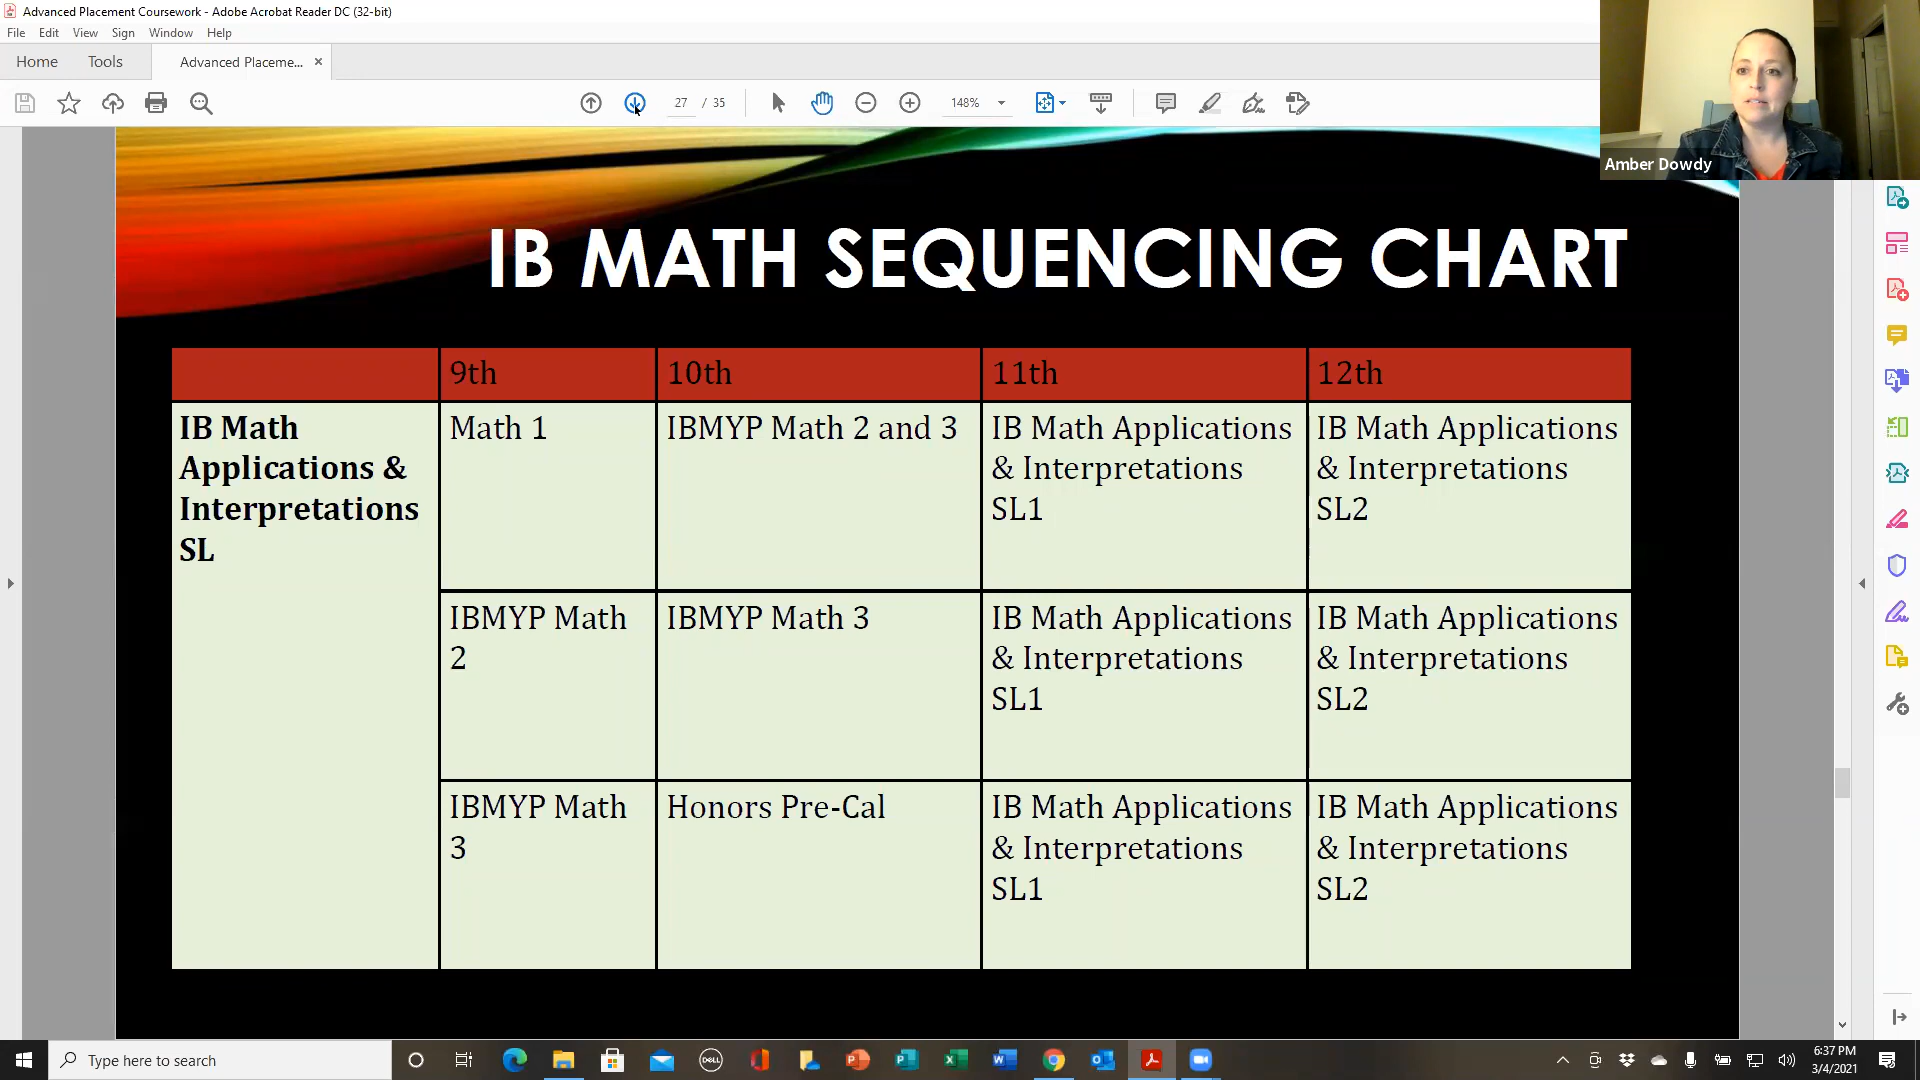 Advanced Placement Coursework - Adobe Acrobat Reader DC (32-bit)
File Edit View Sign Window Help
Home Tools Advanced Placeme... ×
27 / 35 148%
Amber Dowdy
IB MATH SEQUENCING CHART
9th 10th 11th 12th
IB Math
Applications &
Interpretations
SL
Math 1
IBMYP Math 2 and 3
IB Math Applications
& Interpretations
SL1
IB Math Applications
& Interpretations
SL2
IBMYP Math
2
IBMYP Math 3
IB Math Applications
& Interpretations
SL1
IB Math Applications
& Interpretations
SL2
IBMYP Math
3
Honors Pre-Cal
IB Math Applications
& Interpretations
SL1
IB Math Applications
& Interpretations
SL2
Type here to search
DELL
6:37 PM
3/4/2021